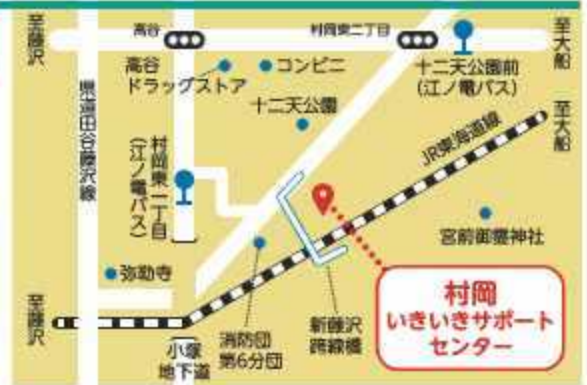 至藤沢
高谷
村岡東二丁目
至大船
高谷
ドラッグストア
コンビニ
十二天公園前
(江ノ電バス)
県道田谷藤沢線
十二天公園
至大船
JR東海道線
村岡東一丁目
(江ノ電バス)
宮前御霊神社
弥勒寺
村岡
いきいきサポート
センター
至藤沢
小塚
地下道
消防団
第6分団
新藤沢
跨線橋